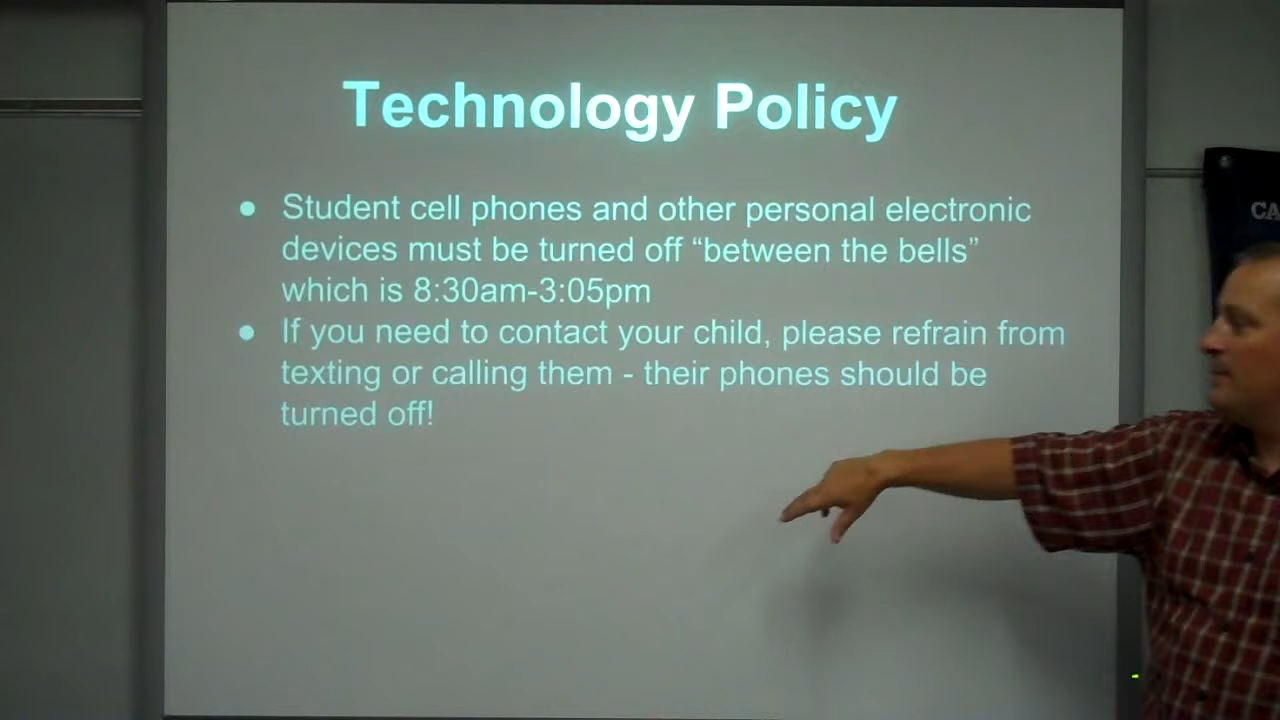 Technology Policy
● Student cell phones and other personal electronic
devices must be turned off “between the bells”
which is 8:30am-3:05pm
● If you need to contact your child, please refrain from
texting or calling them - their phones should be
turned off!
CA